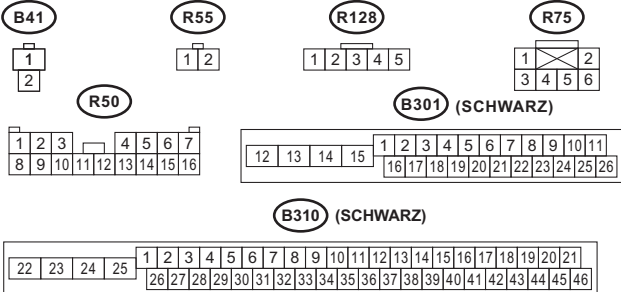 B41 R55 R128 R75
1 1 2 1 2 3 4 5 1 2
2 3 4 5 6
R50
B301 (SCHWARZ)
1 2 3 4 5 6 7
8 9 10 11 12 13 14 15 16
12 13 14 15 1 2 3 4 5 6 7 8 9 10 11
16 17 18 19 20 21 22 23 24 25 26
B310 (SCHWARZ)
22 23 24 25 1 2 3 4 5 6 7 8 9 10 11 12 13 14 15 16 17 18 19 20 21
26 27 28 29 30 31 32 33 34 35 36 37 38 39 40 41 42 43 44 45 46